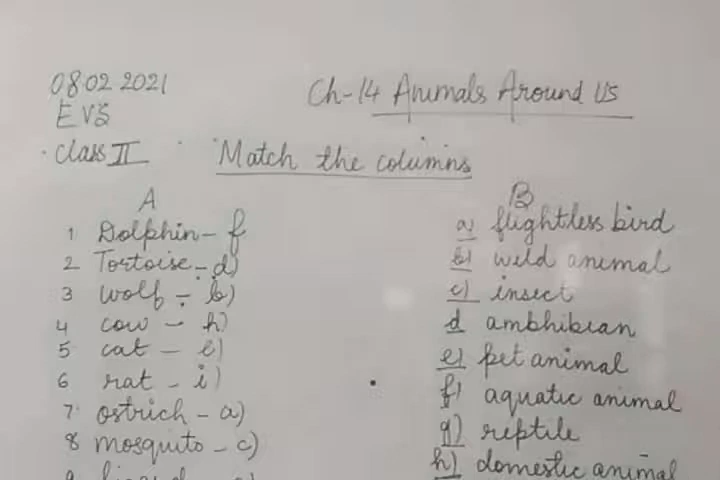 08.02.2021
Ch-14 Animals Around Us
EVS
Class II
Match the columns
A
B
1 Dolphin - f
a) flightless bird
2 Tortoise - d)
b) wild animal
3 wolf - b)
c) insect
4 cow - h)
d ambhibian
5 cat - e)
e) pet animal
6 rat - i)
f) aquatic animal
7 ostrich - a)
g) reptile
8 mosquito - c)
h) domestic animal